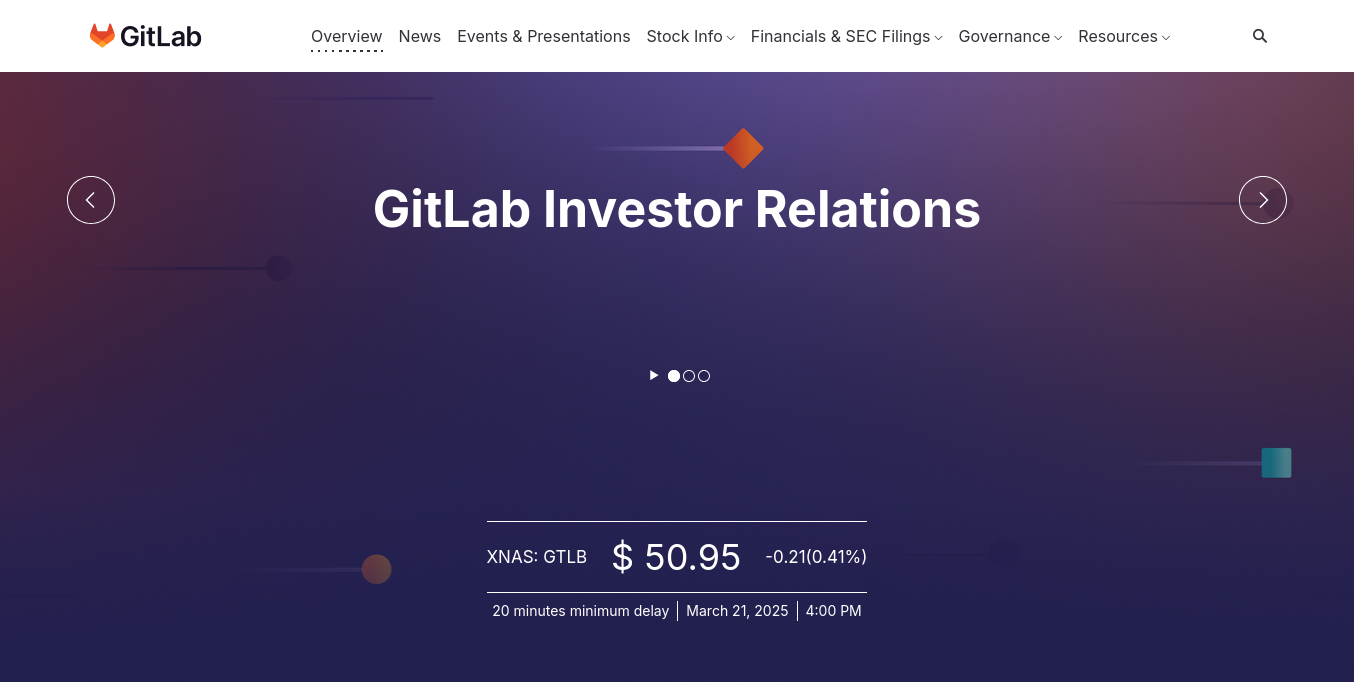 GitLab
Overview News Events & Presentations Stock Info Financials & SEC Filings Governance Resources
GitLab Investor Relations
XNAS: GTLB $ 50.95 -0.21(0.41%)
20 minutes minimum delay March 21, 2025 4:00 PM